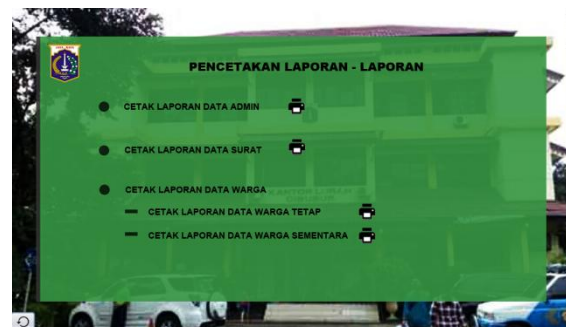 PENCETAKAN LAPORAN - LAPORAN
CETAK LAPORAN DATA ADMIN
CETAK LAPORAN DATA SURAT
CETAK LAPORAN DATA WARGA
CETAK LAPORAN DATA WARGA TETAP
CETAK LAPORAN DATA WARGA SEMENTARA